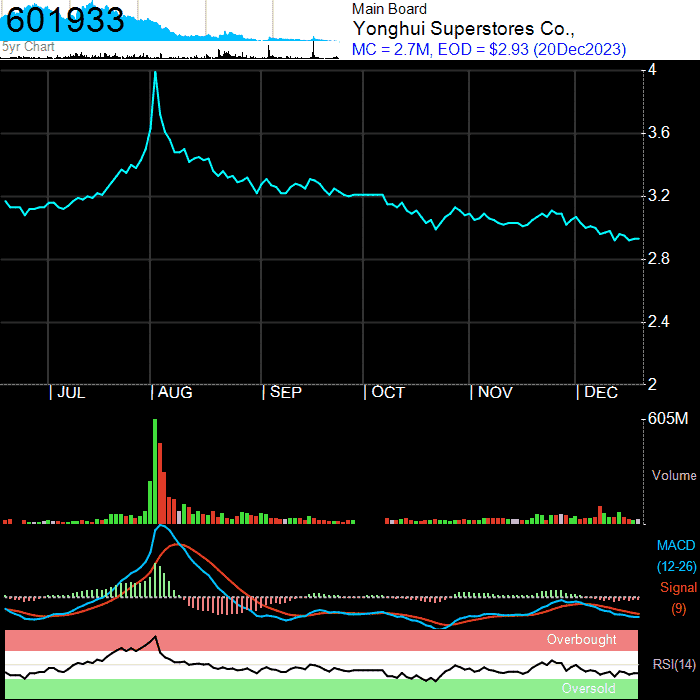 601933
5yr Chart
Main Board
Yonghui Superstores Co.,
MC = 2.7M, EOD = $2.93 (20Dec2023)
4
3.6
3.2
2.8
2.4
2
| JUL | AUG | SEP | OCT | NOV | DEC
605M
Volume
MACD
(12-26)
Signal
(9)
Overbought
RSI(14)
Oversold